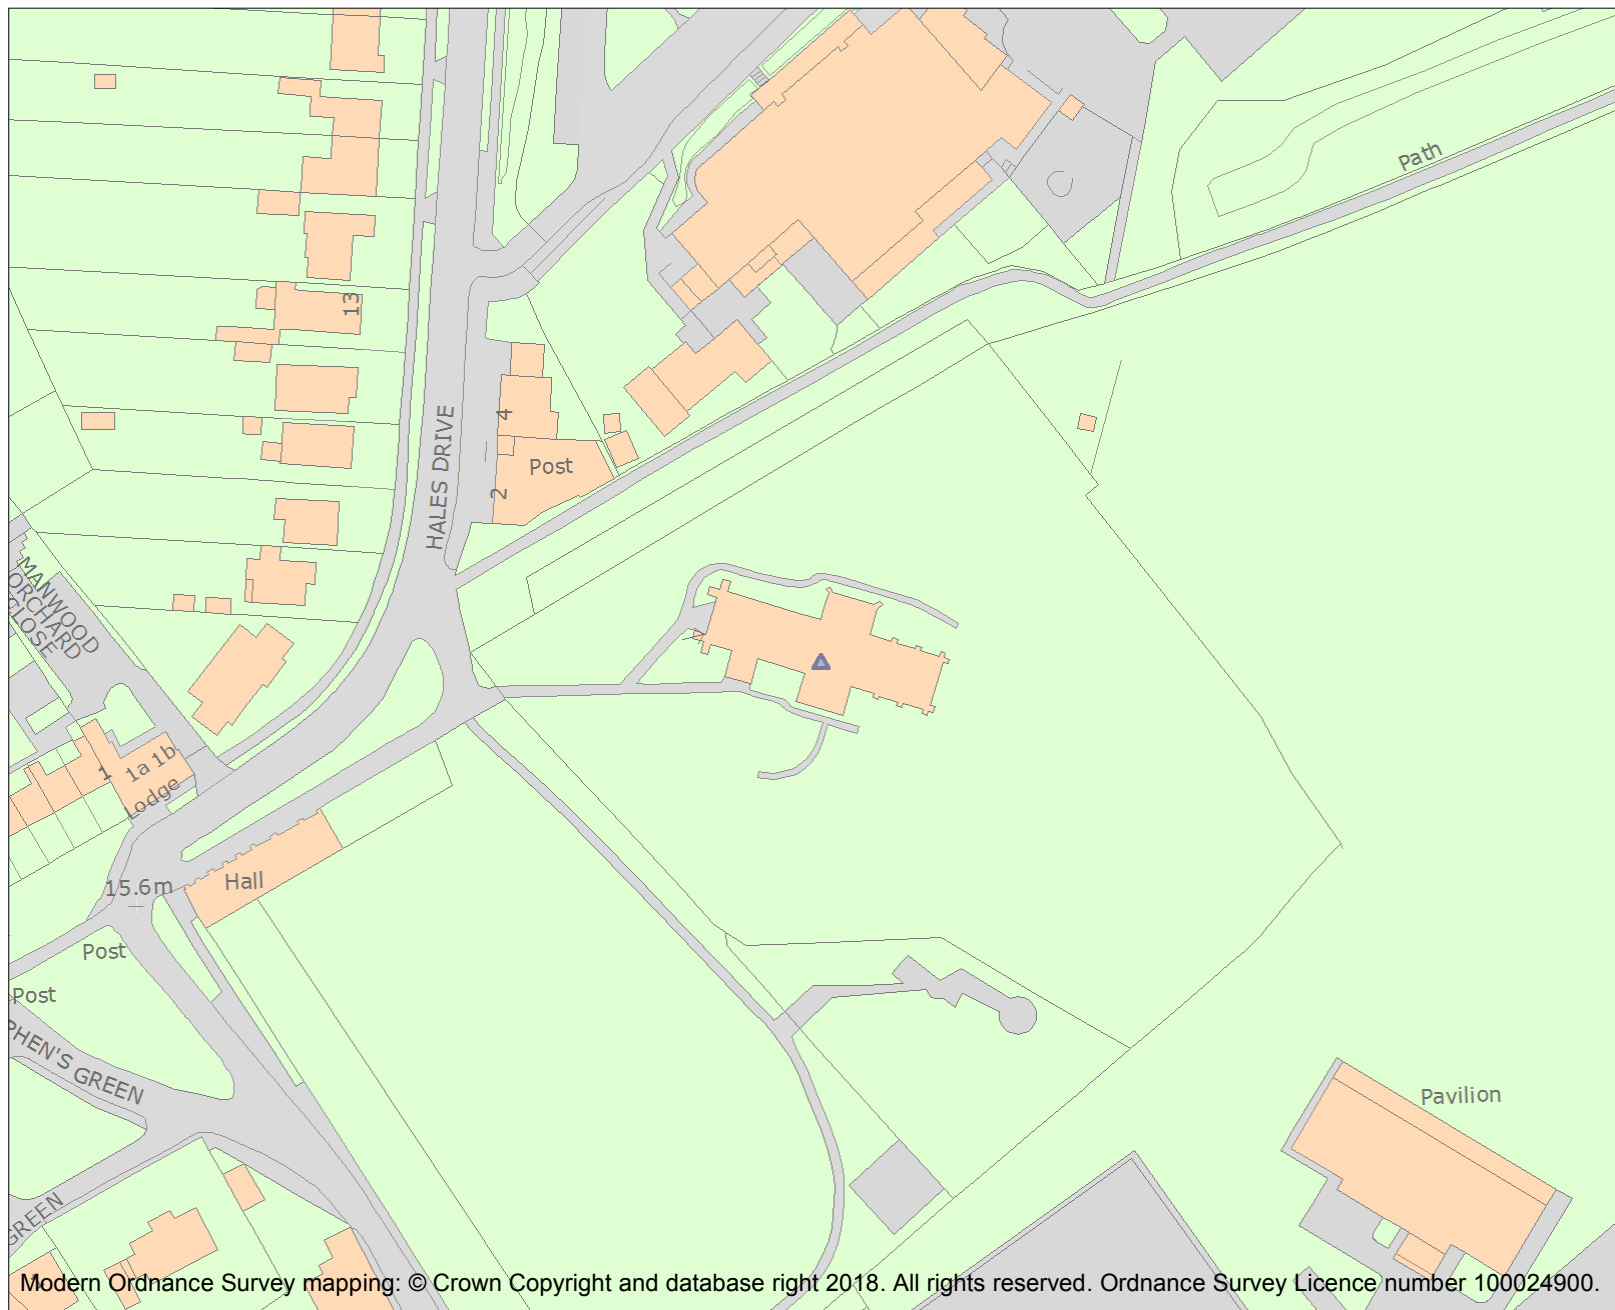 Path
13
HALES DRIVE
4
Post
2
MANWOOD
ORCHARD
CLOSE
1
1a 1b
Lodge
Hall
15.6m
Post
Post
PHEN'S GREEN
GREEN
Pavilion
Modern Ordnance Survey mapping: © Crown Copyright and database right 2018. All rights reserved. Ordnance Survey Licence number 100024900.